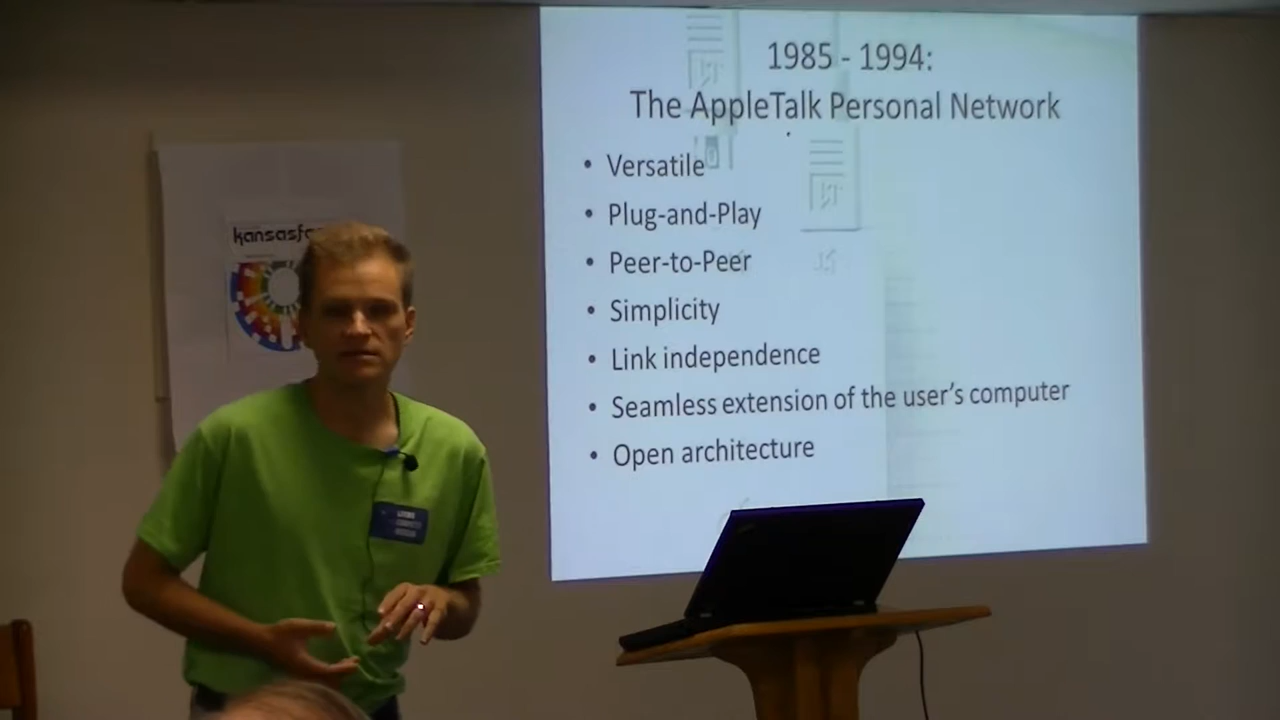 1985 - 1994:
The AppleTalk Personal Network
• Versatile
• Plug-and-Play
• Peer-to-Peer
• Simplicity
• Link independence
• Seamless extension of the user's computer
• Open architecture